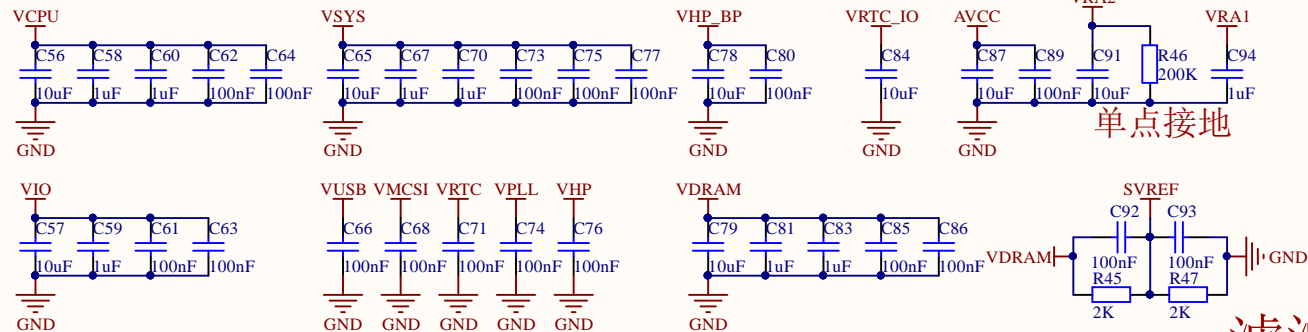 VCPU VSYS VHP_BP VRTC_IO AVCC VRA2 VRA1
C56 C58 C60 C62 C64 C65 C67 C70 C73 C75 C77 C78 C80 C84 C87 C89 C91 R46 C94
200K
10uF 1uF 1uF 100nF 100nF 10uF 1uF 1uF 100nF 100nF 100nF 10uF 100nF 10uF 10uF 100nF 10uF 1uF
单点接地
GND GND GND GND GND
VIO VUSB VMCSI VRTC VPLL VHP VDRAM SVREF
C92 C93
C57 C59 C61 C63 C66 C68 C71 C74 C76 C79 C81 C83 C85 C86
VDRAM GND
10uF 1uF 100nF 100nF 100nF 100nF 100nF 100nF 100nF 10uF 1uF 1uF 100nF 100nF 100nF 100nF
R45 R47
2K 2K
GND GND GND GND GND GND GND